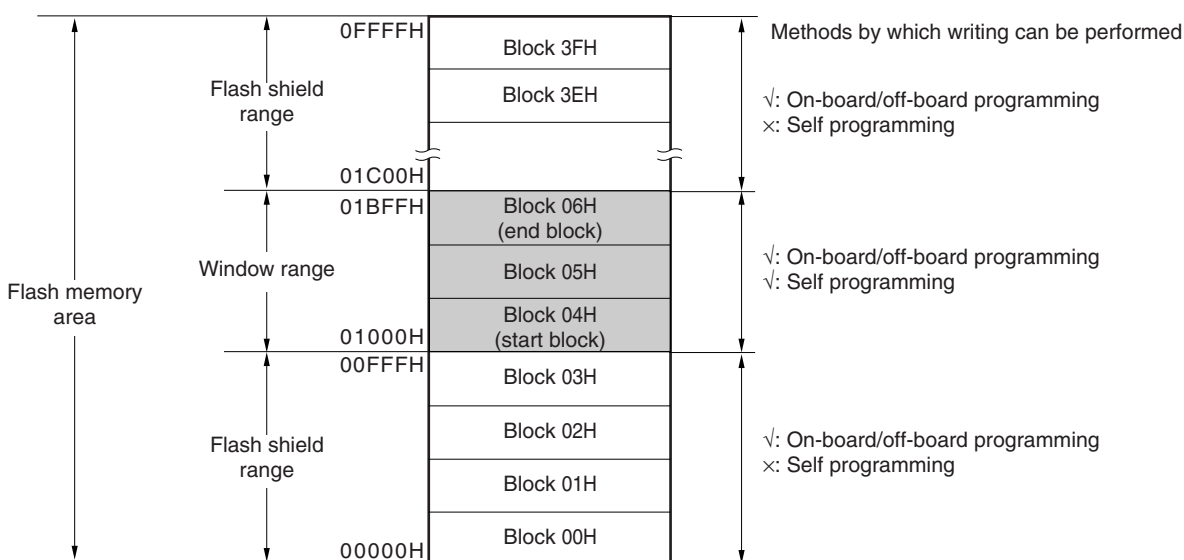 0FFFFH
Block 3FH
Methods by which writing can be performed
Flash shield
range
Block 3EH
√: On-board/off-board programming
×: Self programming
01C00H
01BFFH
Block 06H
(end block)
Window range
Block 05H
√: On-board/off-board programming
√: Self programming
Flash memory
area
Block 04H
(start block)
01000H
00FFFH
Block 03H
Flash shield
range
Block 02H
√: On-board/off-board programming
×: Self programming
Block 01H
Block 00H
00000H